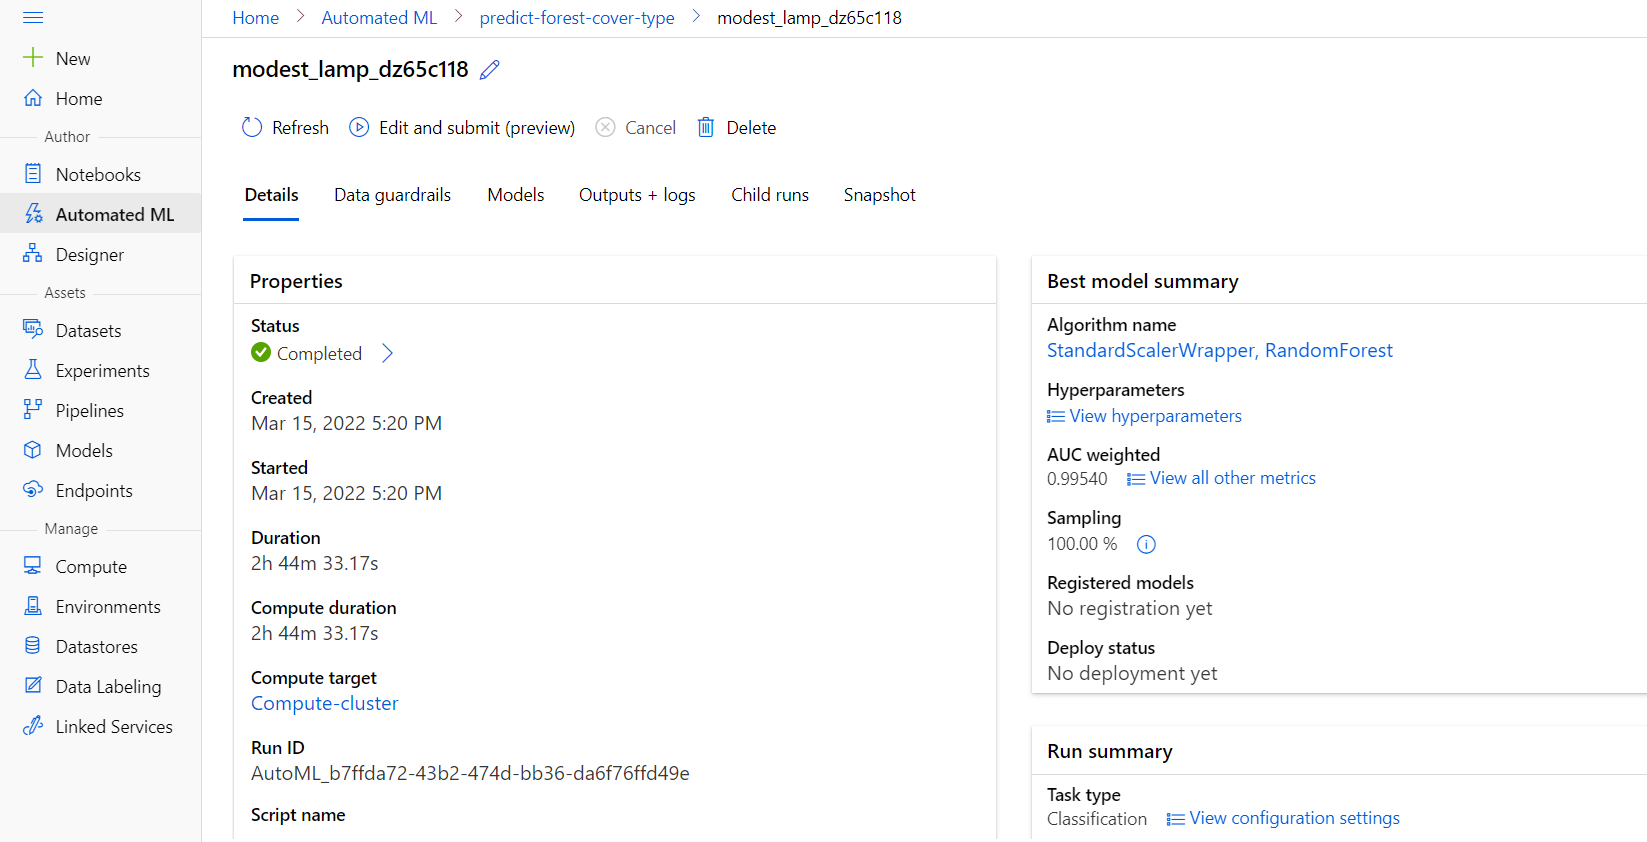 Home > Automated ML > predict-forest-cover-type > modest_lamp_dz65c118
modest_lamp_dz65c118
Refresh Edit and submit (preview) Cancel Delete
Details Data guardrails Models Outputs + logs Child runs Snapshot
New
Home
Author
Notebooks
Automated ML
Designer
Assets
Datasets
Experiments
Pipelines
Models
Endpoints
Manage
Compute
Environments
Datastores
Data Labeling
Linked Services
Properties
Status
Completed
Created
Mar 15, 2022 5:20 PM
Started
Mar 15, 2022 5:20 PM
Duration
2h 44m 33.17s
Compute duration
2h 44m 33.17s
Compute target
Compute-cluster
Run ID
AutoML_b7ffda72-43b2-474d-bb36-da6f76ffd49e
Script name
Best model summary
Algorithm name
StandardScalerWrapper, RandomForest
Hyperparameters
View hyperparameters
AUC weighted
0.99540 View all other metrics
Sampling
100.00 %
Registered models
No registration yet
Deploy status
No deployment yet
Run summary
Task type
Classification View configuration settings